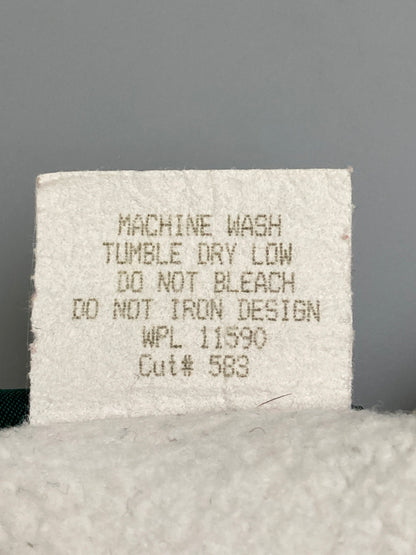 MACHINE WASH
TUMBLE DRY LOW
DO NOT BLEACH
DO NOT IRON DESIGN
WPL 11590
Cut# 583